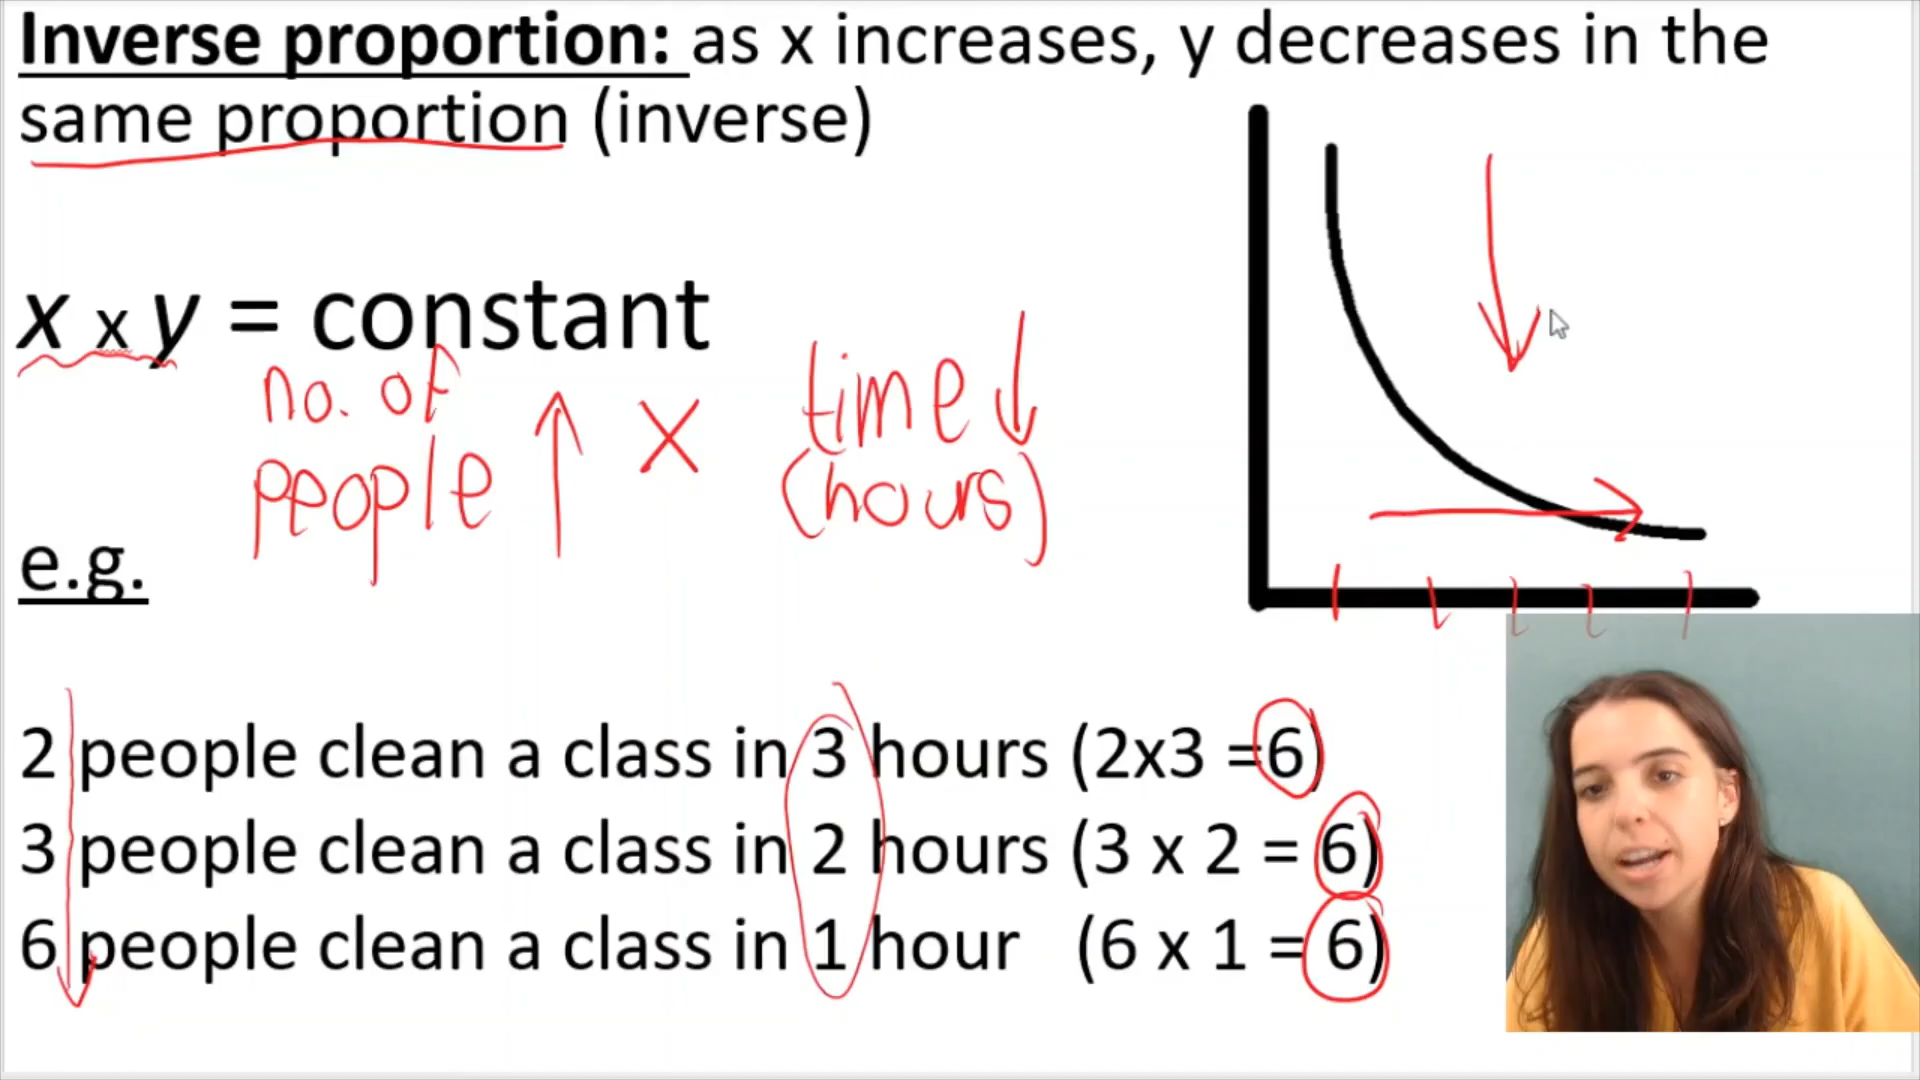 Inverse proportion: as x increases, y decreases in the
same proportion (inverse)
x x y = constant
no. of
people ↑ x time ↓
(hours)
e.g.
2 people clean a class in 3 hours (2x3 =6)
3 people clean a class in 2 hours (3 x 2 = 6)
6 people clean a class in 1 hour (6 x 1 = 6)